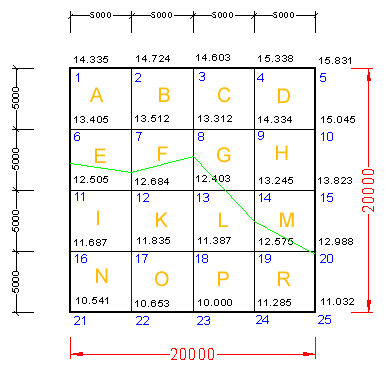 5000 5000 5000 5000
14.335 14.724 14.603 15.338 15.831
1 2 3 4 5
A B C D
5000
13.405 13.512 13.312 14.334 15.045
6 7 8 9 10
E F G H
5000
12.505 12.684 12.403 13.245 13.823
11 12 13 14 15
I K L M
5000
20000
11.687 11.835 11.387 12.575 12.988
16 17 18 19 20
N O P R
5000
10.541 10.653 10.000 11.285 11.032
21 22 23 24 25
20000